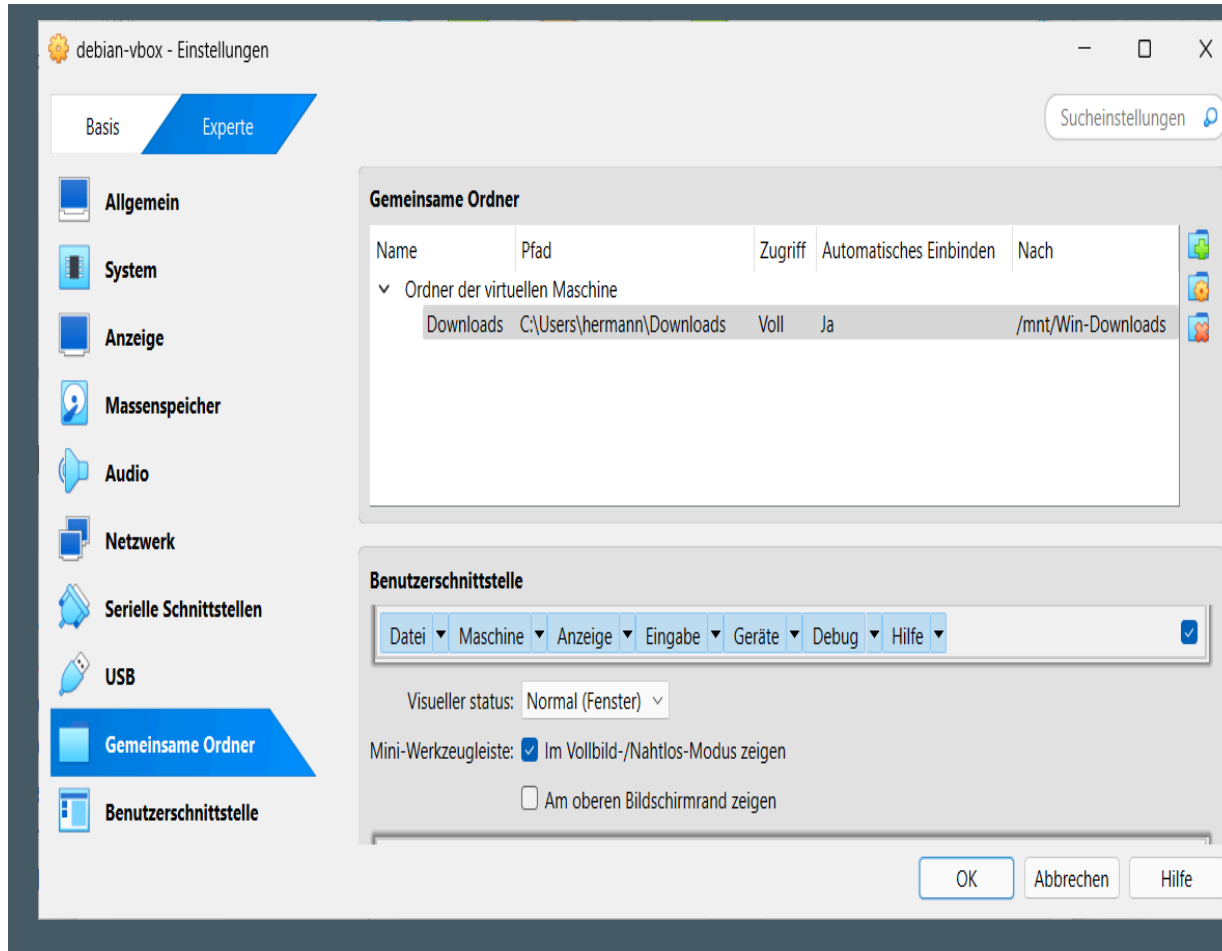 debian-vbox - Einstellungen
Basis Experte
Sucheinstellungen
Allgemein
System
Anzeige
Massenspeicher
Audio
Netzwerk
Serielle Schnittstellen
USB
Gemeinsame Ordner
Benutzerschnittstelle
Gemeinsame Ordner
Name Pfad Zugriff Automatisches Einbinden Nach
Ordner der virtuellen Maschine
Downloads C:\Users\hermann\Downloads Voll Ja /mnt/Win-Downloads
Benutzerschnittstelle
Datei Maschine Anzeige Eingabe Geräte Debug Hilfe
Visueller status: Normal (Fenster)
Mini-Werkzeugleiste: Im Vollbild-/Nahtlos-Modus zeigen
Am oberen Bildschirmrand zeigen
OK Abbrechen Hilfe